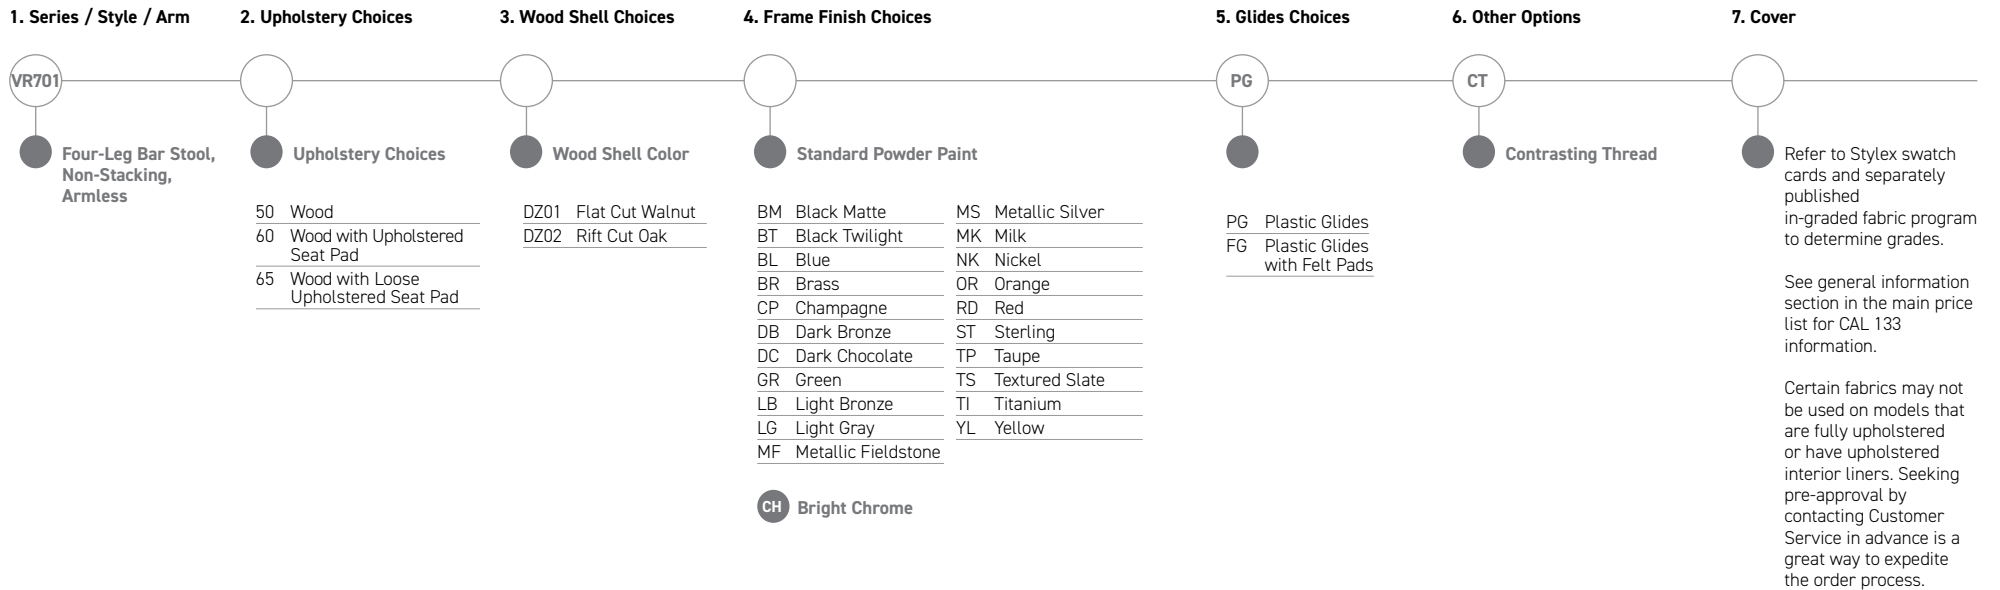 1. Series / Style / Arm
2. Upholstery Choices
3. Wood Shell Choices
4. Frame Finish Choices
5. Glides Choices
6. Other Options
7. Cover
VR701
PG
CT
Four-Leg Bar Stool,
Non-Stacking,
Armless
Upholstery Choices
50 Wood
60 Wood with Upholstered
Seat Pad
65 Wood with Loose
Upholstered Seat Pad
Wood Shell Color
DZ01 Flat Cut Walnut
DZ02 Rift Cut Oak
Standard Powder Paint
BM Black Matte
BT Black Twilight
BL Blue
BR Brass
CP Champagne
DB Dark Bronze
DC Dark Chocolate
GR Green
LB Light Bronze
LG Light Gray
MF Metallic Fieldstone
MS Metallic Silver
MK Milk
NK Nickel
OR Orange
RD Red
ST Sterling
TP Taupe
TS Textured Slate
TI Titanium
YL Yellow
CH Bright Chrome
PG Plastic Glides
FG Plastic Glides
with Felt Pads
Contrasting Thread
Refer to Stylex swatch
cards and separately
published
in-graded fabric program
to determine grades.
See general information
section in the main price
list for CAL 133
information.
Certain fabrics may not
be used on models that
are fully upholstered
or have upholstered
interior liners. Seeking
pre-approval by
contacting Customer
Service in advance is a
great way to expedite
the order process.